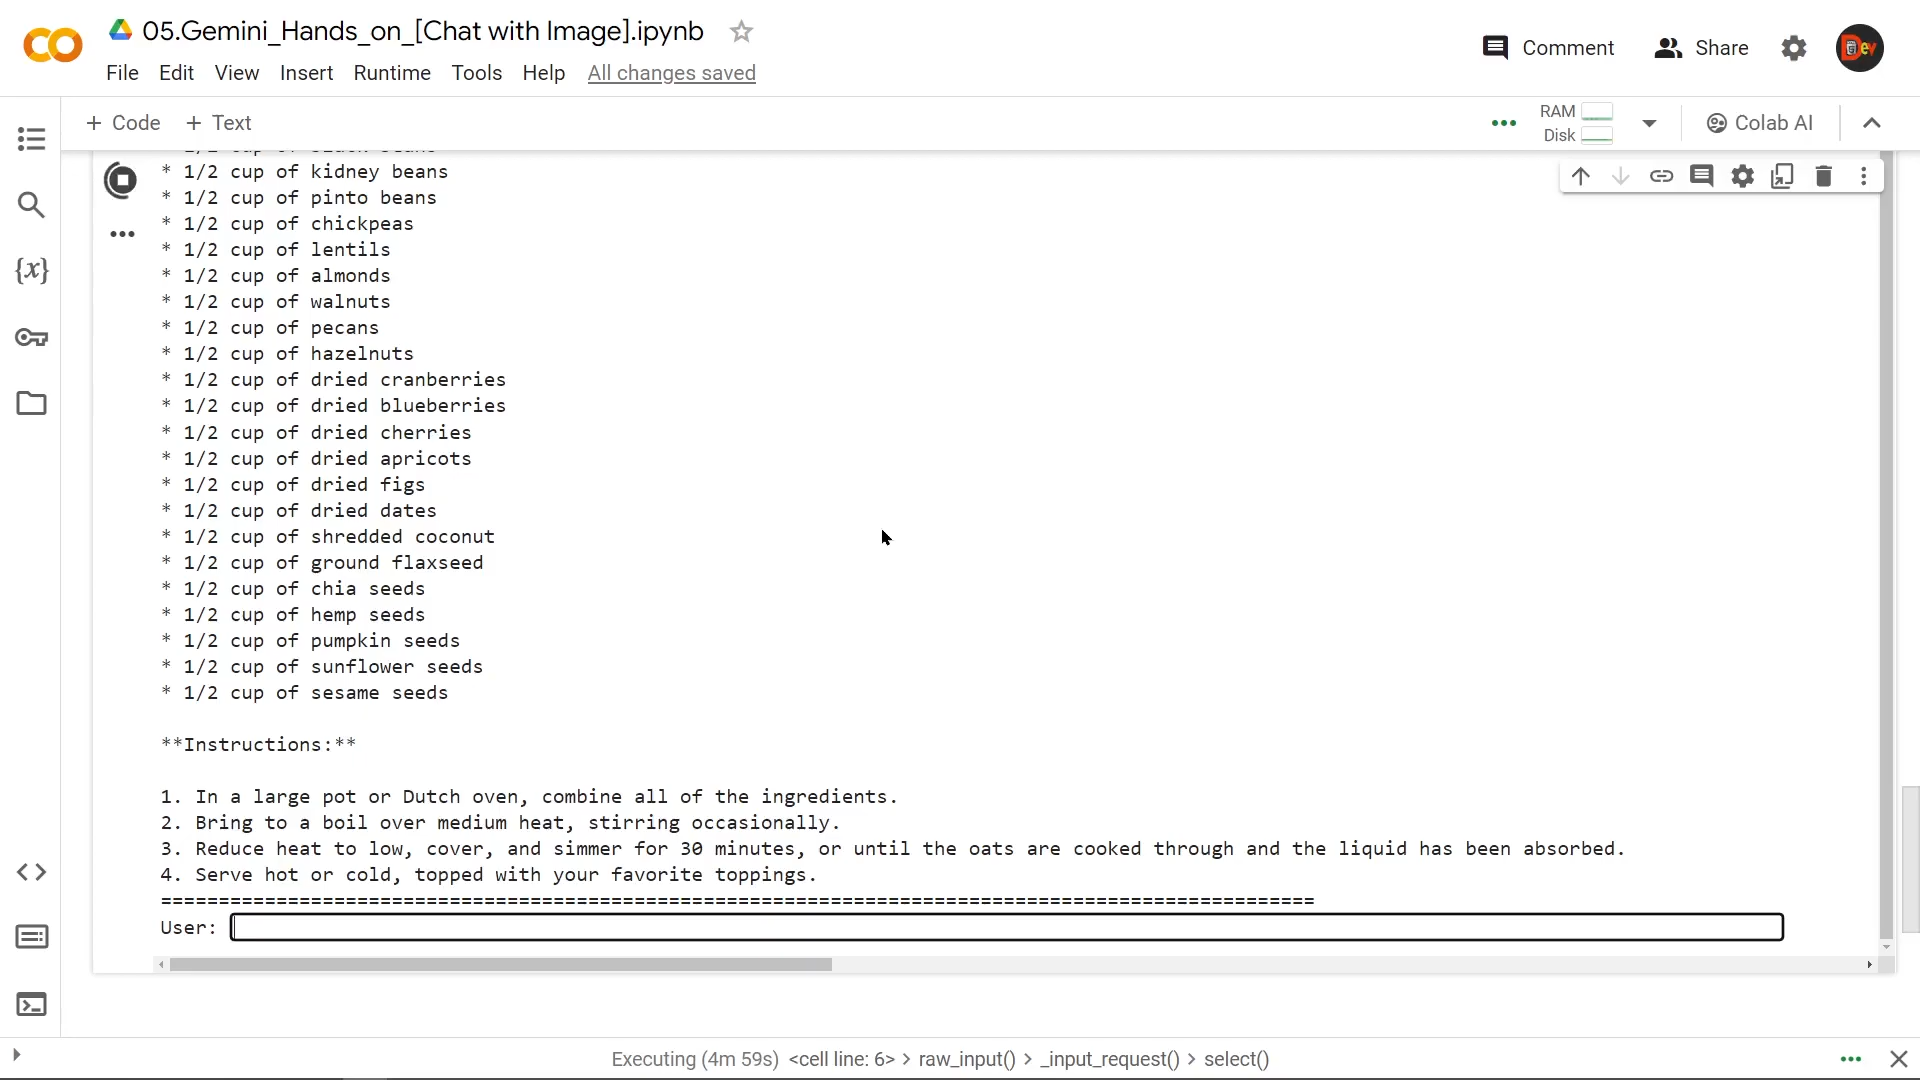 05.Gemini_Hands_on_[Chat with Image].ipynb
Comment
Share
Dev
File Edit View Insert Runtime Tools Help All changes saved
+ Code + Text
RAM
Disk
Colab AI
* 1/2 cup of kidney beans
* 1/2 cup of pinto beans
* 1/2 cup of chickpeas
* 1/2 cup of lentils
* 1/2 cup of almonds
* 1/2 cup of walnuts
* 1/2 cup of pecans
* 1/2 cup of hazelnuts
* 1/2 cup of dried cranberries
* 1/2 cup of dried blueberries
* 1/2 cup of dried cherries
* 1/2 cup of dried apricots
* 1/2 cup of dried figs
* 1/2 cup of dried dates
* 1/2 cup of shredded coconut
* 1/2 cup of ground flaxseed
* 1/2 cup of chia seeds
* 1/2 cup of hemp seeds
* 1/2 cup of pumpkin seeds
* 1/2 cup of sunflower seeds
* 1/2 cup of sesame seeds
**Instructions:**
1. In a large pot or Dutch oven, combine all of the ingredients.
2. Bring to a boil over medium heat, stirring occasionally.
3. Reduce heat to low, cover, and simmer for 30 minutes, or until the oats are cooked through and the liquid has been absorbed.
4. Serve hot or cold, topped with your favorite toppings.
====================================================================================================
User:
Executing (4m 59s) <cell line: 6> > raw_input() > _input_request() > select()